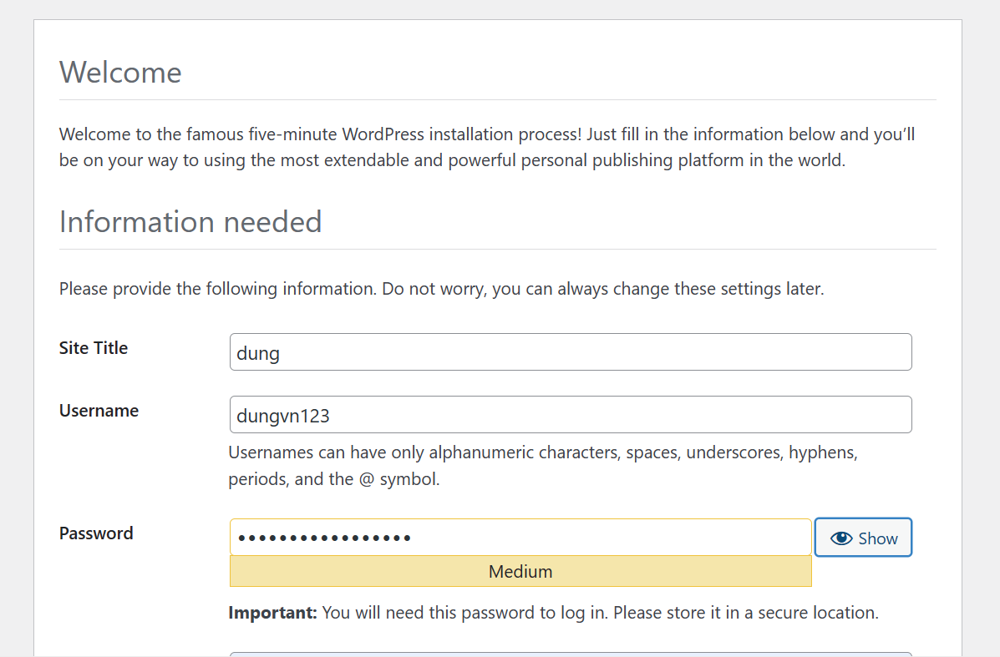 Welcome
Welcome to the famous five-minute WordPress installation process! Just fill in the information below and you’ll
be on your way to using the most extendable and powerful personal publishing platform in the world.
Information needed
Please provide the following information. Do not worry, you can always change these settings later.
Site Title
dung
Username
dungvn123
Usernames can have only alphanumeric characters, spaces, underscores, hyphens,
periods, and the @ symbol.
Password
•••••••••••••••••
Show
Medium
Important: You will need this password to log in. Please store it in a secure location.